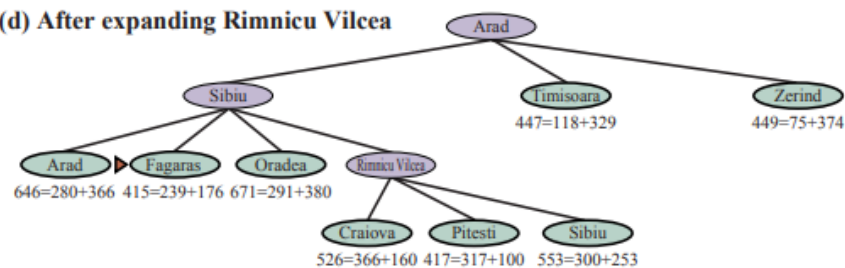 (d) After expanding Rimnicu Vilcea
Arad
Sibiu
Timisoara
Zerind
447=118+329
449=75+374
Arad
Fagaras
Oradea
Rimnicu Vilcea
646=280+366
415=239+176
671=291+380
Craiova
Pitesti
Sibiu
526=366+160
417=317+100
553=300+253